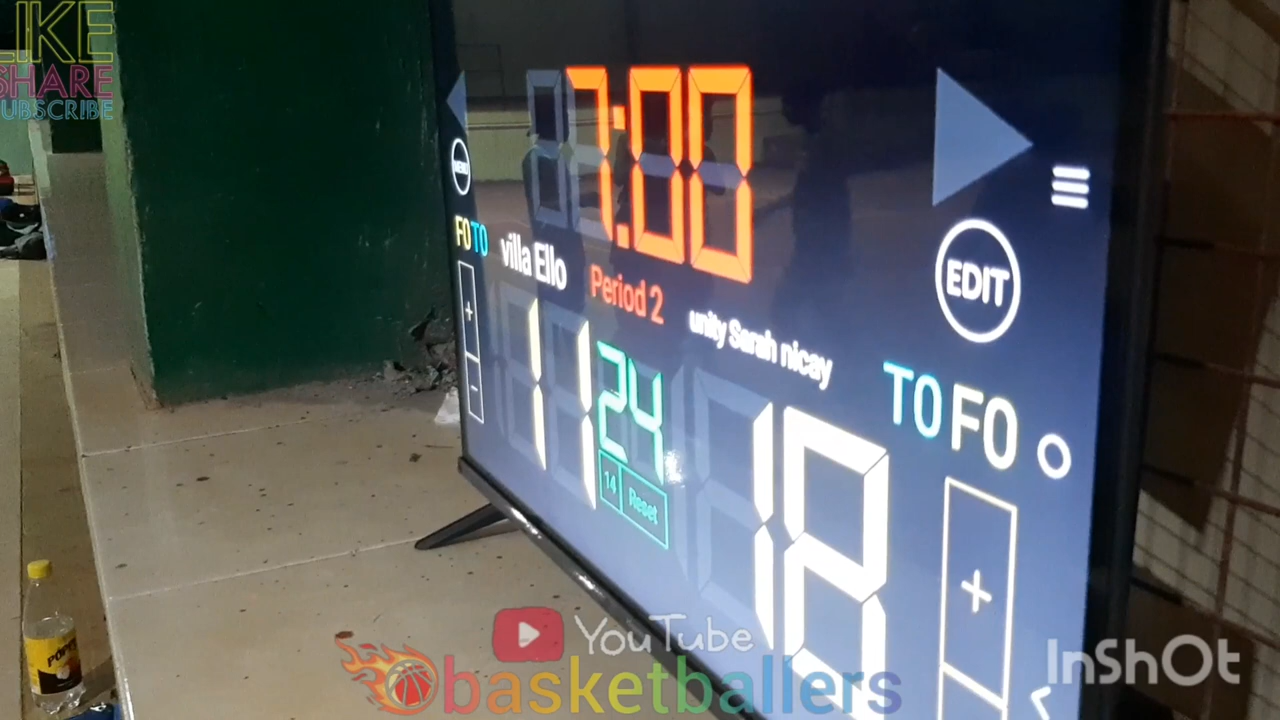 LIKE
SHARE
SUBSCRIBE
7:00
EDIT
FO TO
villa Ello
Period 2
unity Sarah nicay
TO FO
+
-
11
24
18
14
Reset
+
YouTube
basketballers
InShOt